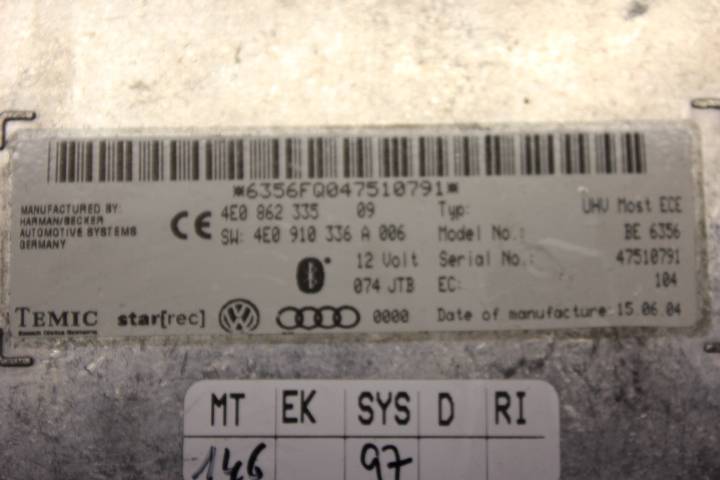 *6356FQ047510791*
MANUFACTURED BY:
HARMAN/BECKER
AUTOMOTIVE SYSTEMS
GERMANY
CE
4E0 862 335 09
SW: 4E0 910 336 A 006
12 Volt
074 JTB
0000
Typ: UHV Most ECE
Model No.: BE 6356
Serial No.: 47510791
EC: 104
Date of manufacture 15.06.04
TEMIC
star[rec]
MT EK SYS D RI
146 97